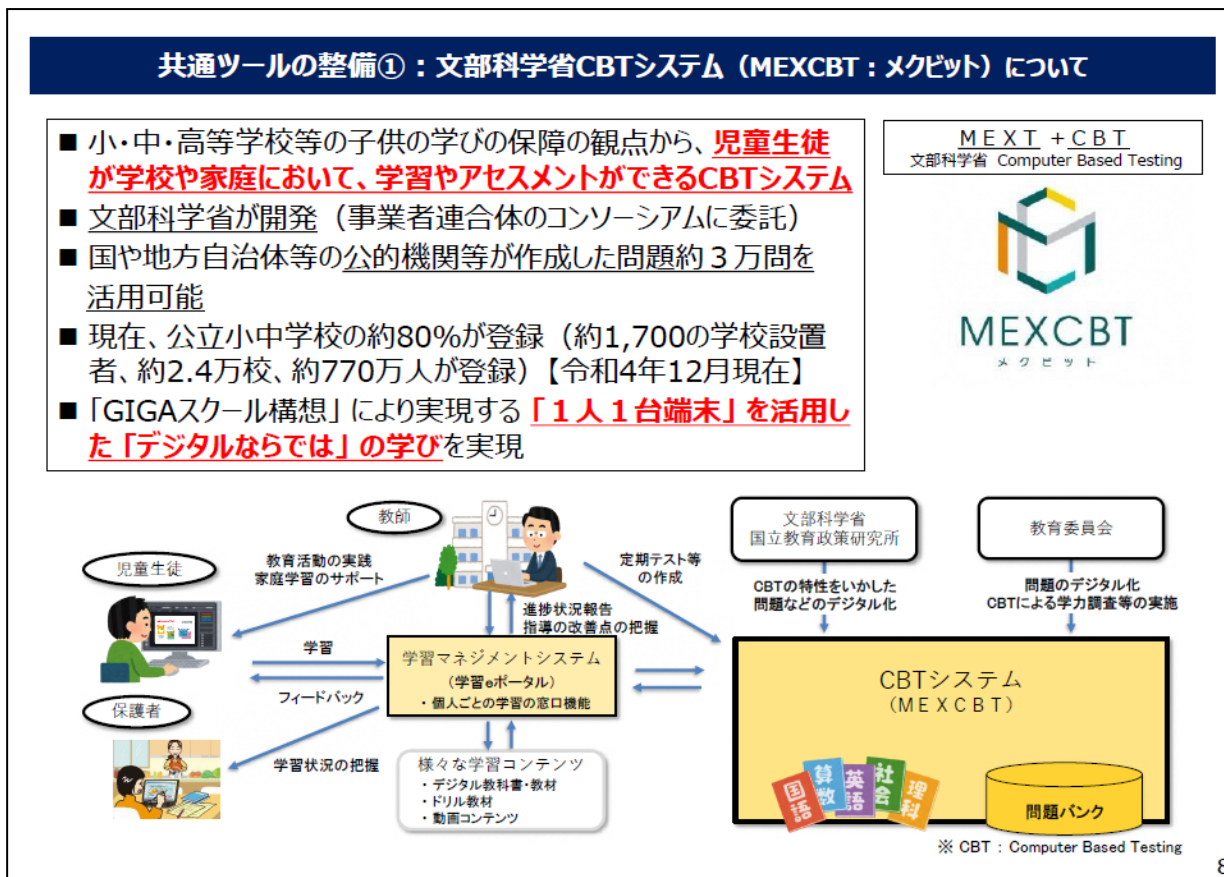 共通ツールの整備①:文部科学省CBTシステム(MEXCBT:メクビット)について
■ 小・中・高等学校等の子供の学びの保障の観点から、児童生徒
が学校や家庭において、学習やアセスメントができるCBTシステム
■ 文部科学省が開発(事業者連合体のコンソーシアムに委託)
■ 国や地方自治体等の公的機関等が作成した問題約3万問を
活用可能
■ 現在、公立小中学校の約80%が登録(約1,700の学校設置
者、約2.4万校、約770万人が登録)【令和4年12月現在】
■ 「GIGAスクール構想」により実現する「1人1台端末」を活用し
た「デジタルならでは」の学びを実現
MEXT +CBT
文部科学省 Computer Based Testing
MEXCBT
メクビット
教師
児童生徒
教育活動の実践
家庭学習のサポート
定期テスト等
の作成
文部科学省
国立教育政策研究所
教育委員会
CBTの特性をいかした
問題などのデジタル化
問題のデジタル化
CBTによる学力調査等の実施
進捗状況報告
指導の改善点の把握
学習
フィードバック
学習マネジメントシステム
(学習eポータル)
・個人ごとの学習の窓口機能
保護者
学習状況の把握
様々な学習コンテンツ
・デジタル教科書・教材
・ドリル教材
・動画コンテンツ
CBTシステム
(MEXCBT)
国語
算数
英語
社会
理科
問題バンク
※ CBT : Computer Based Testing
8